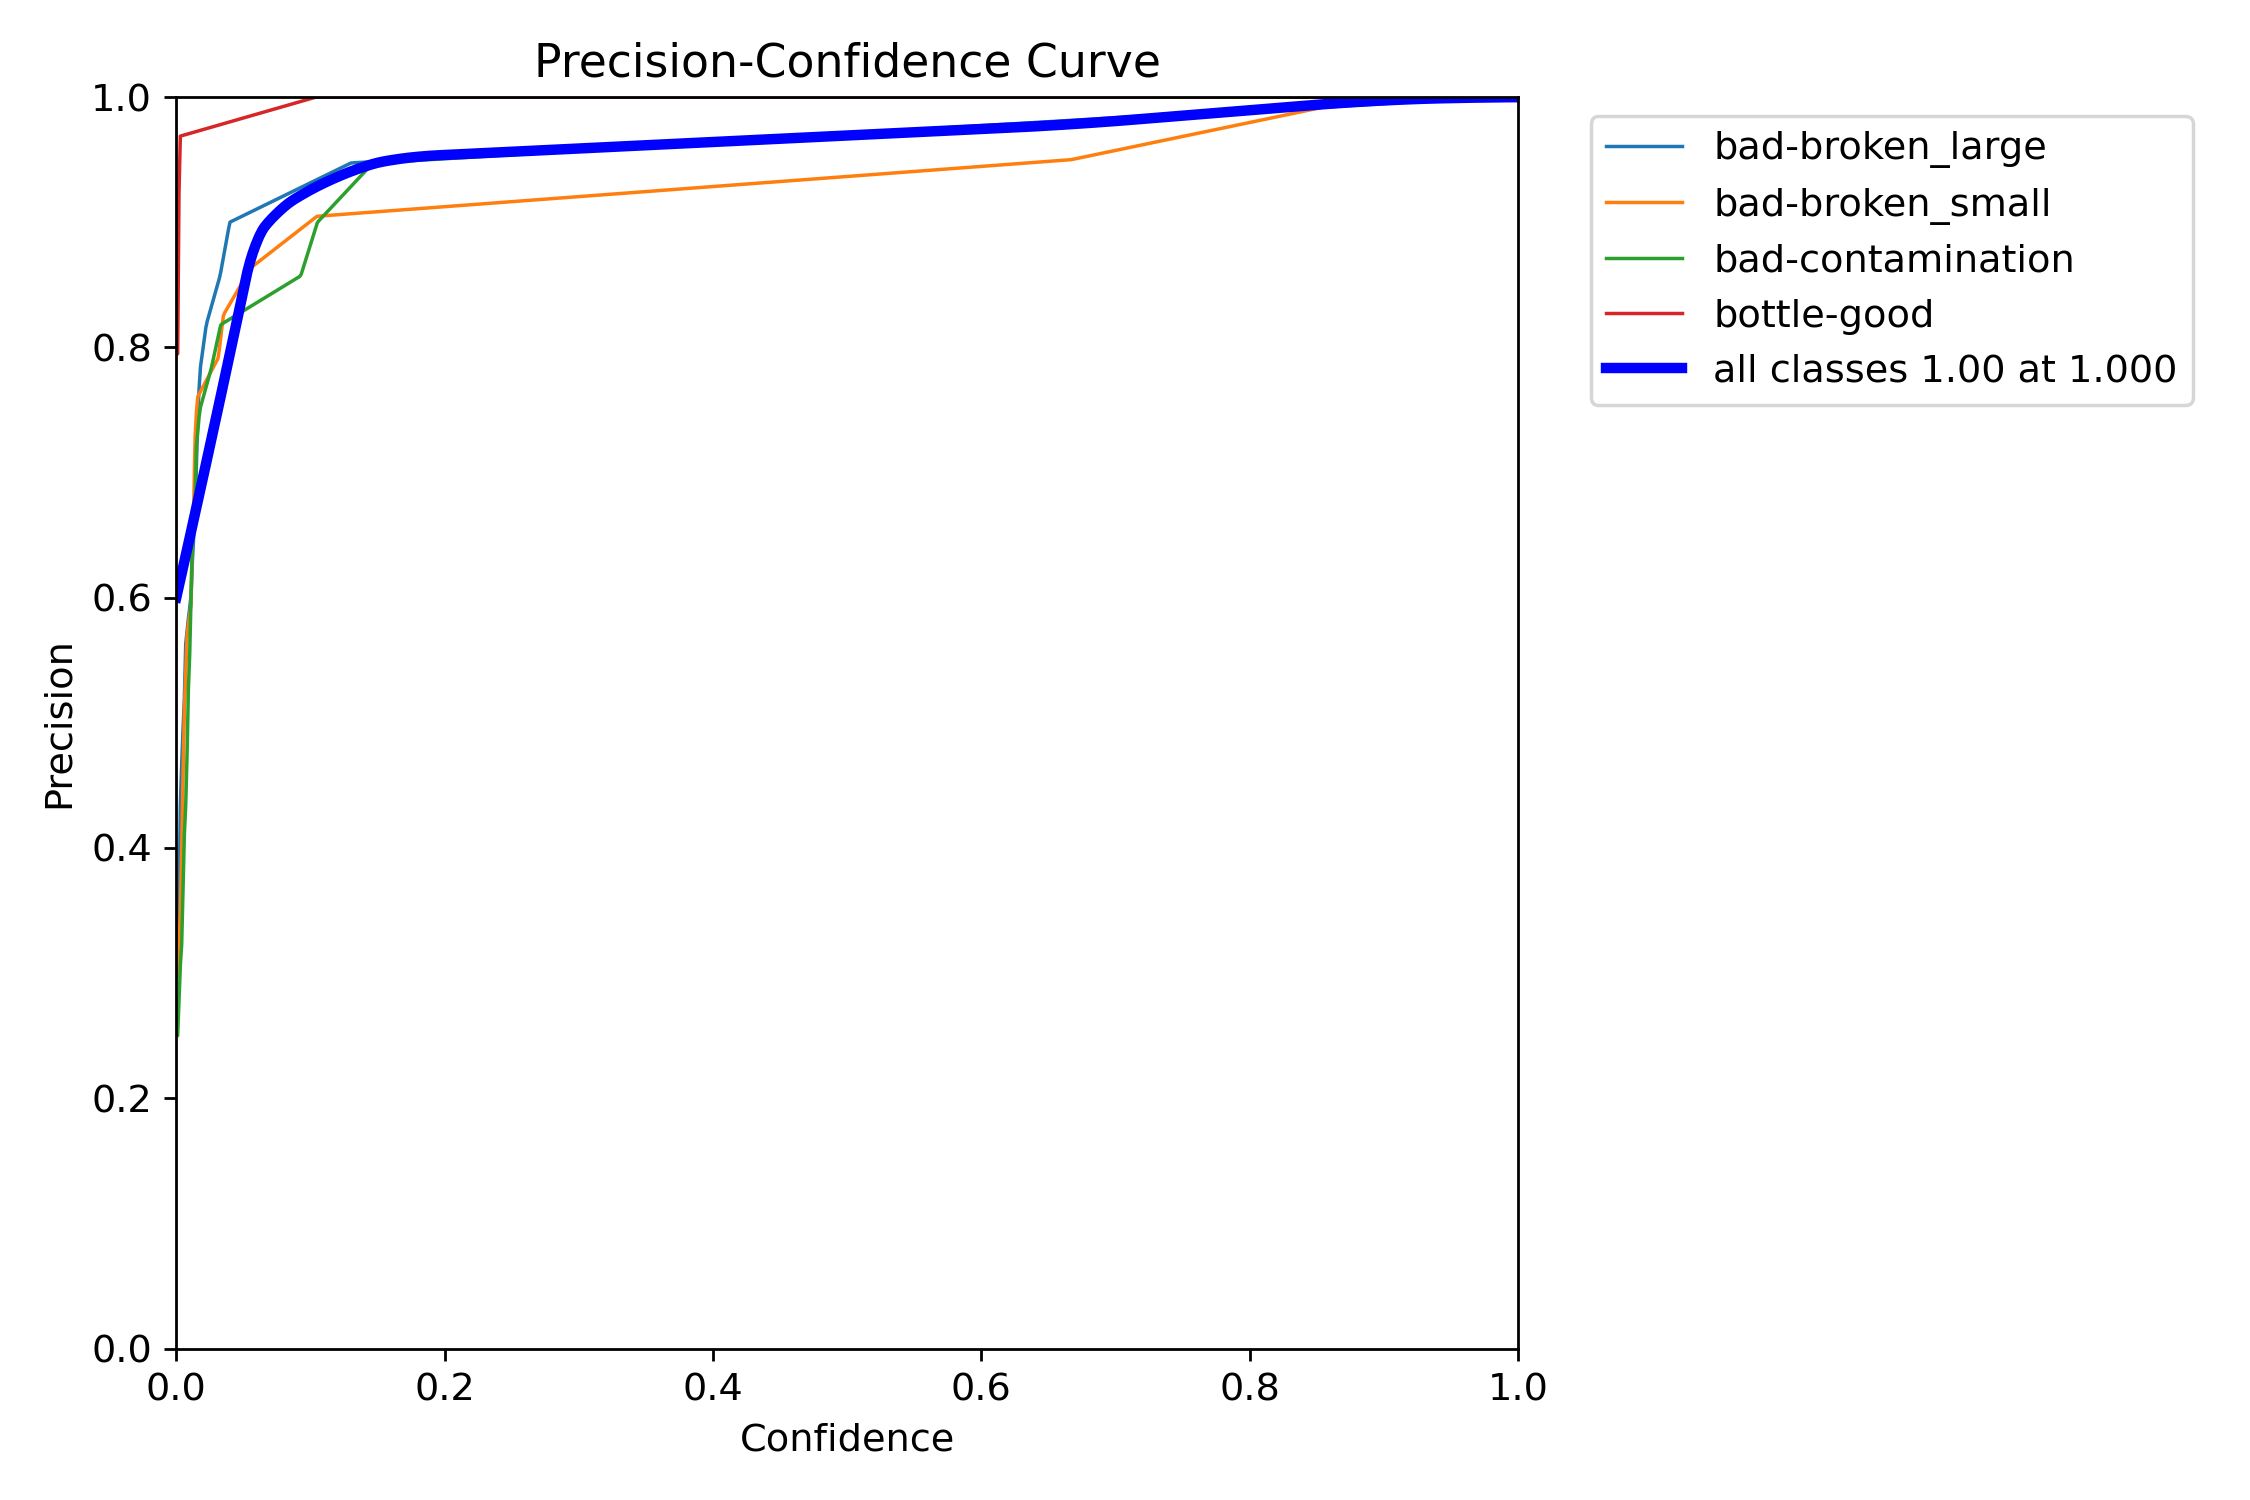 Precision-Confidence Curve
1.0
0.8
0.6
0.4
0.2
0.0
Precision
0.0 0.2 0.4 0.6 0.8 1.0
Confidence
bad-broken_large
bad-broken_small
bad-contamination
bottle-good
all classes 1.00 at 1.000